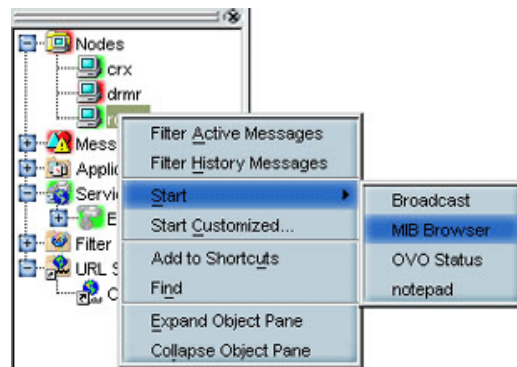 Nodes
crx
drmr
Mess
Filter Active Messages
Filter History Messages
Applic
Servi
Start
Broadcast
E
Start Customized...
MIB Browser
Filter
Add to Shortcuts
OVO Status
URL S
Find
notepad
C
Expand Object Pane
Collapse Object Pane